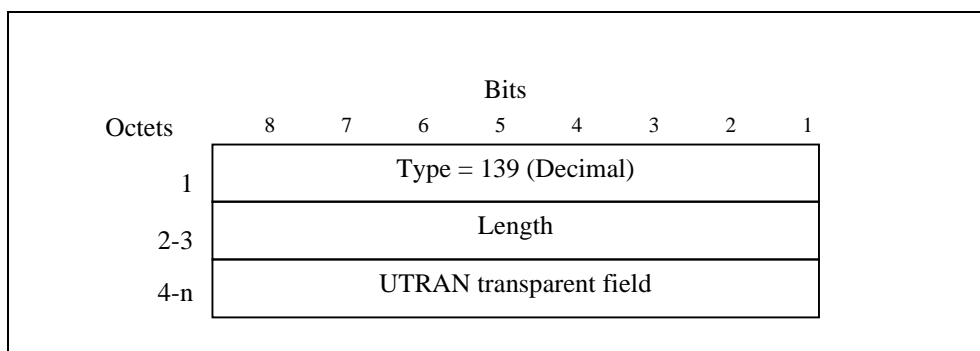 Bits
Octets 8 7 6 5 4 3 2 1
1 Type = 139 (Decimal)
2-3 Length
4-n UTRAN transparent field